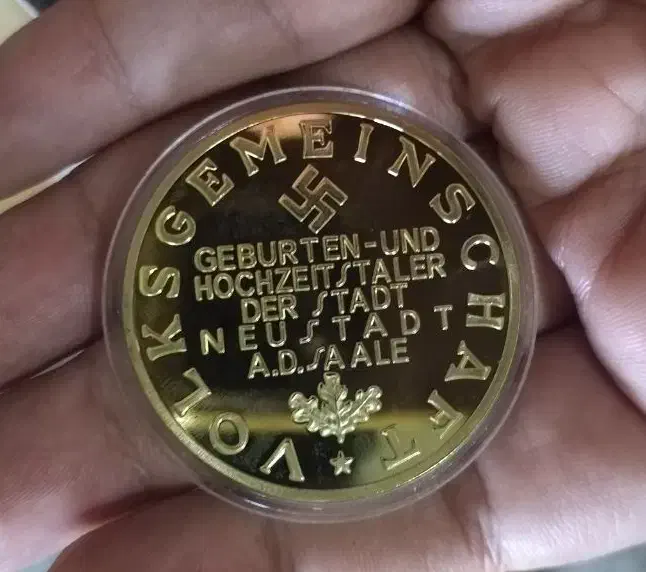 VOLKSGEMEINSCHAFT
GEBURTEN-UND
HOCHZEITSTALER
DER STADT
NEUSTADT
A.D.SAALE